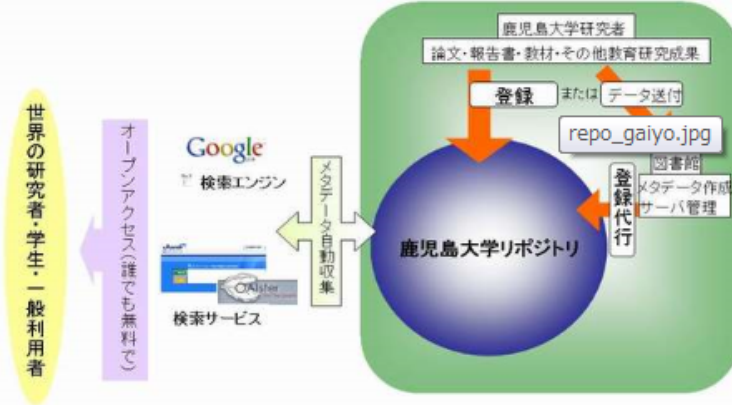 鹿児島大学研究者
論文・報告書・教材・その他教育研究成果
登録 または データ送付
repo_gaiyo.jpg
図書館
メタデータ作成
サーバ管理
登録代行
鹿児島大学リポジトリ
メタデータ自動収集
Google
検索エンジン
OAIster
検索サービス
オープンアクセス(誰でも無料で)
世界の研究者・学生・一般利用者